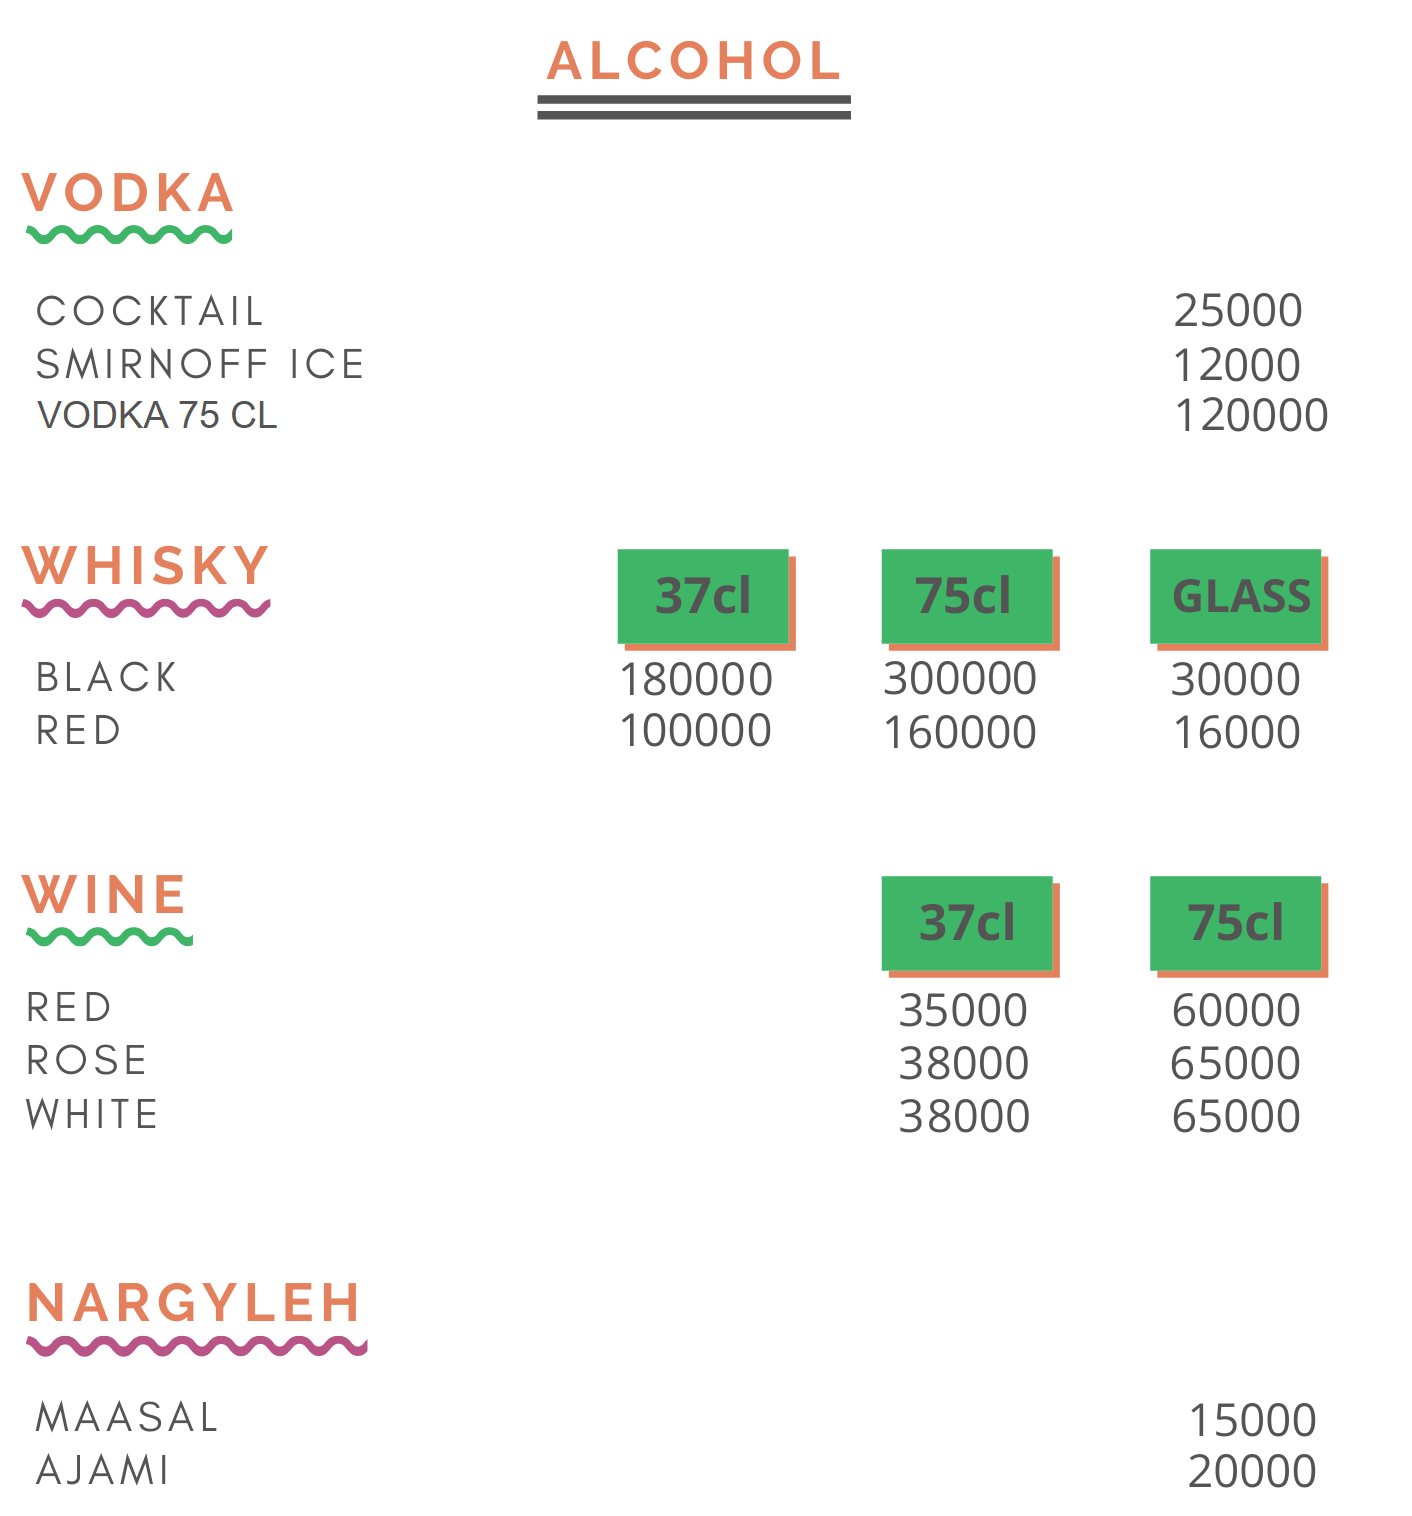 ALCOHOL
VODKA
COCKTAIL 25000
SMIRNOFF ICE 12000
VODKA 75 CL 120000
WHISKY 37cl 75cl GLASS
BLACK 180000 300000 30000
RED 100000 160000 16000
WINE 37cl 75cl
RED 35000 60000
ROSE 38000 65000
WHITE 38000 65000
NARGYLEH
MAASAL 15000
AJAMI 20000